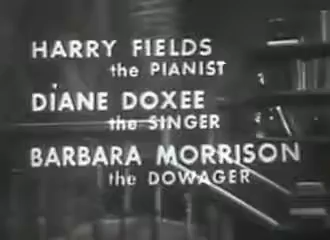 HARRY FIELDS
the PIANIST
DIANE DOXEE
the SINGER
BARBARA MORRISON
the DOWAGER